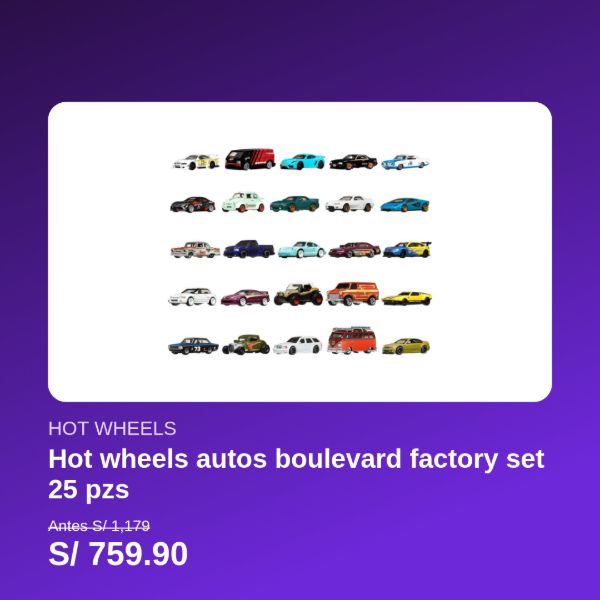 HOT WHEELS
Hot wheels autos boulevard factory set
25 pzs
Antes S/ 1,179
S/ 759.90